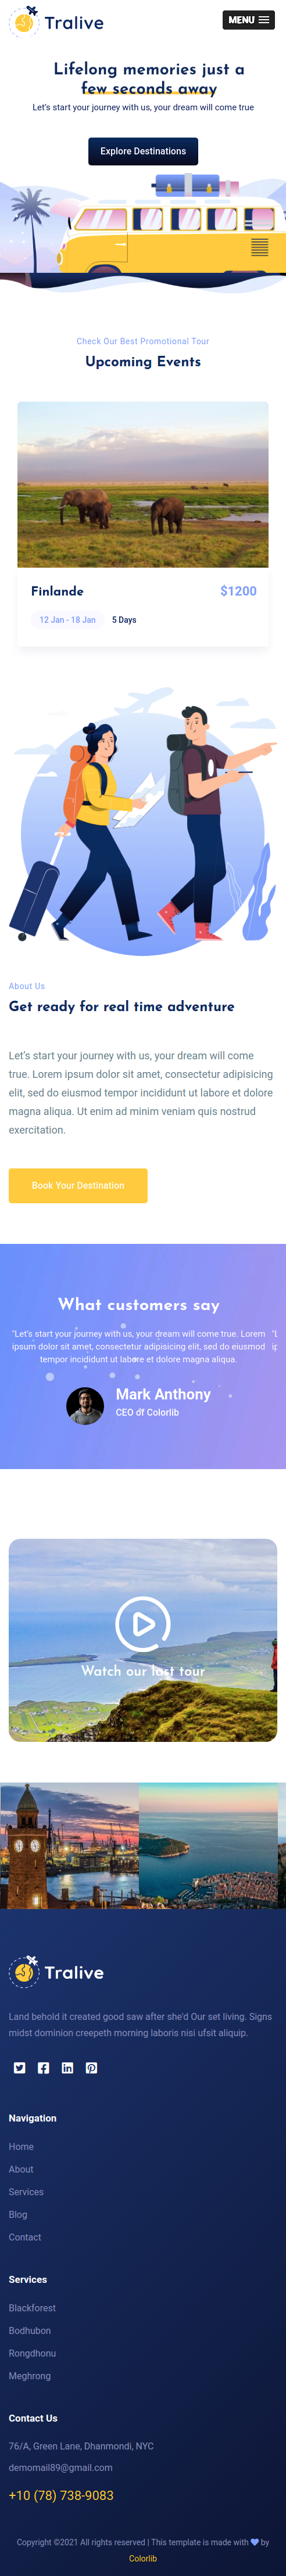 Tralive
MENU
Lifelong memories just a
few seconds away
Let's start your journey with us, your dream will come true
Explore Destinations
Check Our Best Promotional Tour
Upcoming Events
Finlande
$1200
12 Jan - 18 Jan
5 Days
About Us
Get ready for real time adventure
Let's start your journey with us, your dream will come
true. Lorem ipsum dolor sit amet, consectetur adipisicing
elit, sed do eiusmod tempor incididunt ut labore et dolore
magna aliqua. Ut enim ad minim veniam quis nostrud
exercitation.
Book Your Destination
What customers say
"Let's start your journey with us, your dream will come true. Lorem
ipsum dolor sit amet, consectetur adipisicing elit, sed do eiusmod
tempor incididunt ut labore et dolore magna aliqua.
Mark Anthony
CEO of Colorlib
Watch our last tour
Tralive
Land behold it created good saw after she'd Our set living. Signs
midst dominion creepeth morning laboris nisi ufsit aliquip.
Navigation
Home
About
Services
Blog
Contact
Services
Blackforest
Bodhubon
Rongdhonu
Meghrong
Contact Us
76/A, Green Lane, Dhanmondi, NYC
demomail89@gmail.com
+10 (78) 738-9083
Copyright ©2021 All rights reserved | This template is made with by
Colorlib